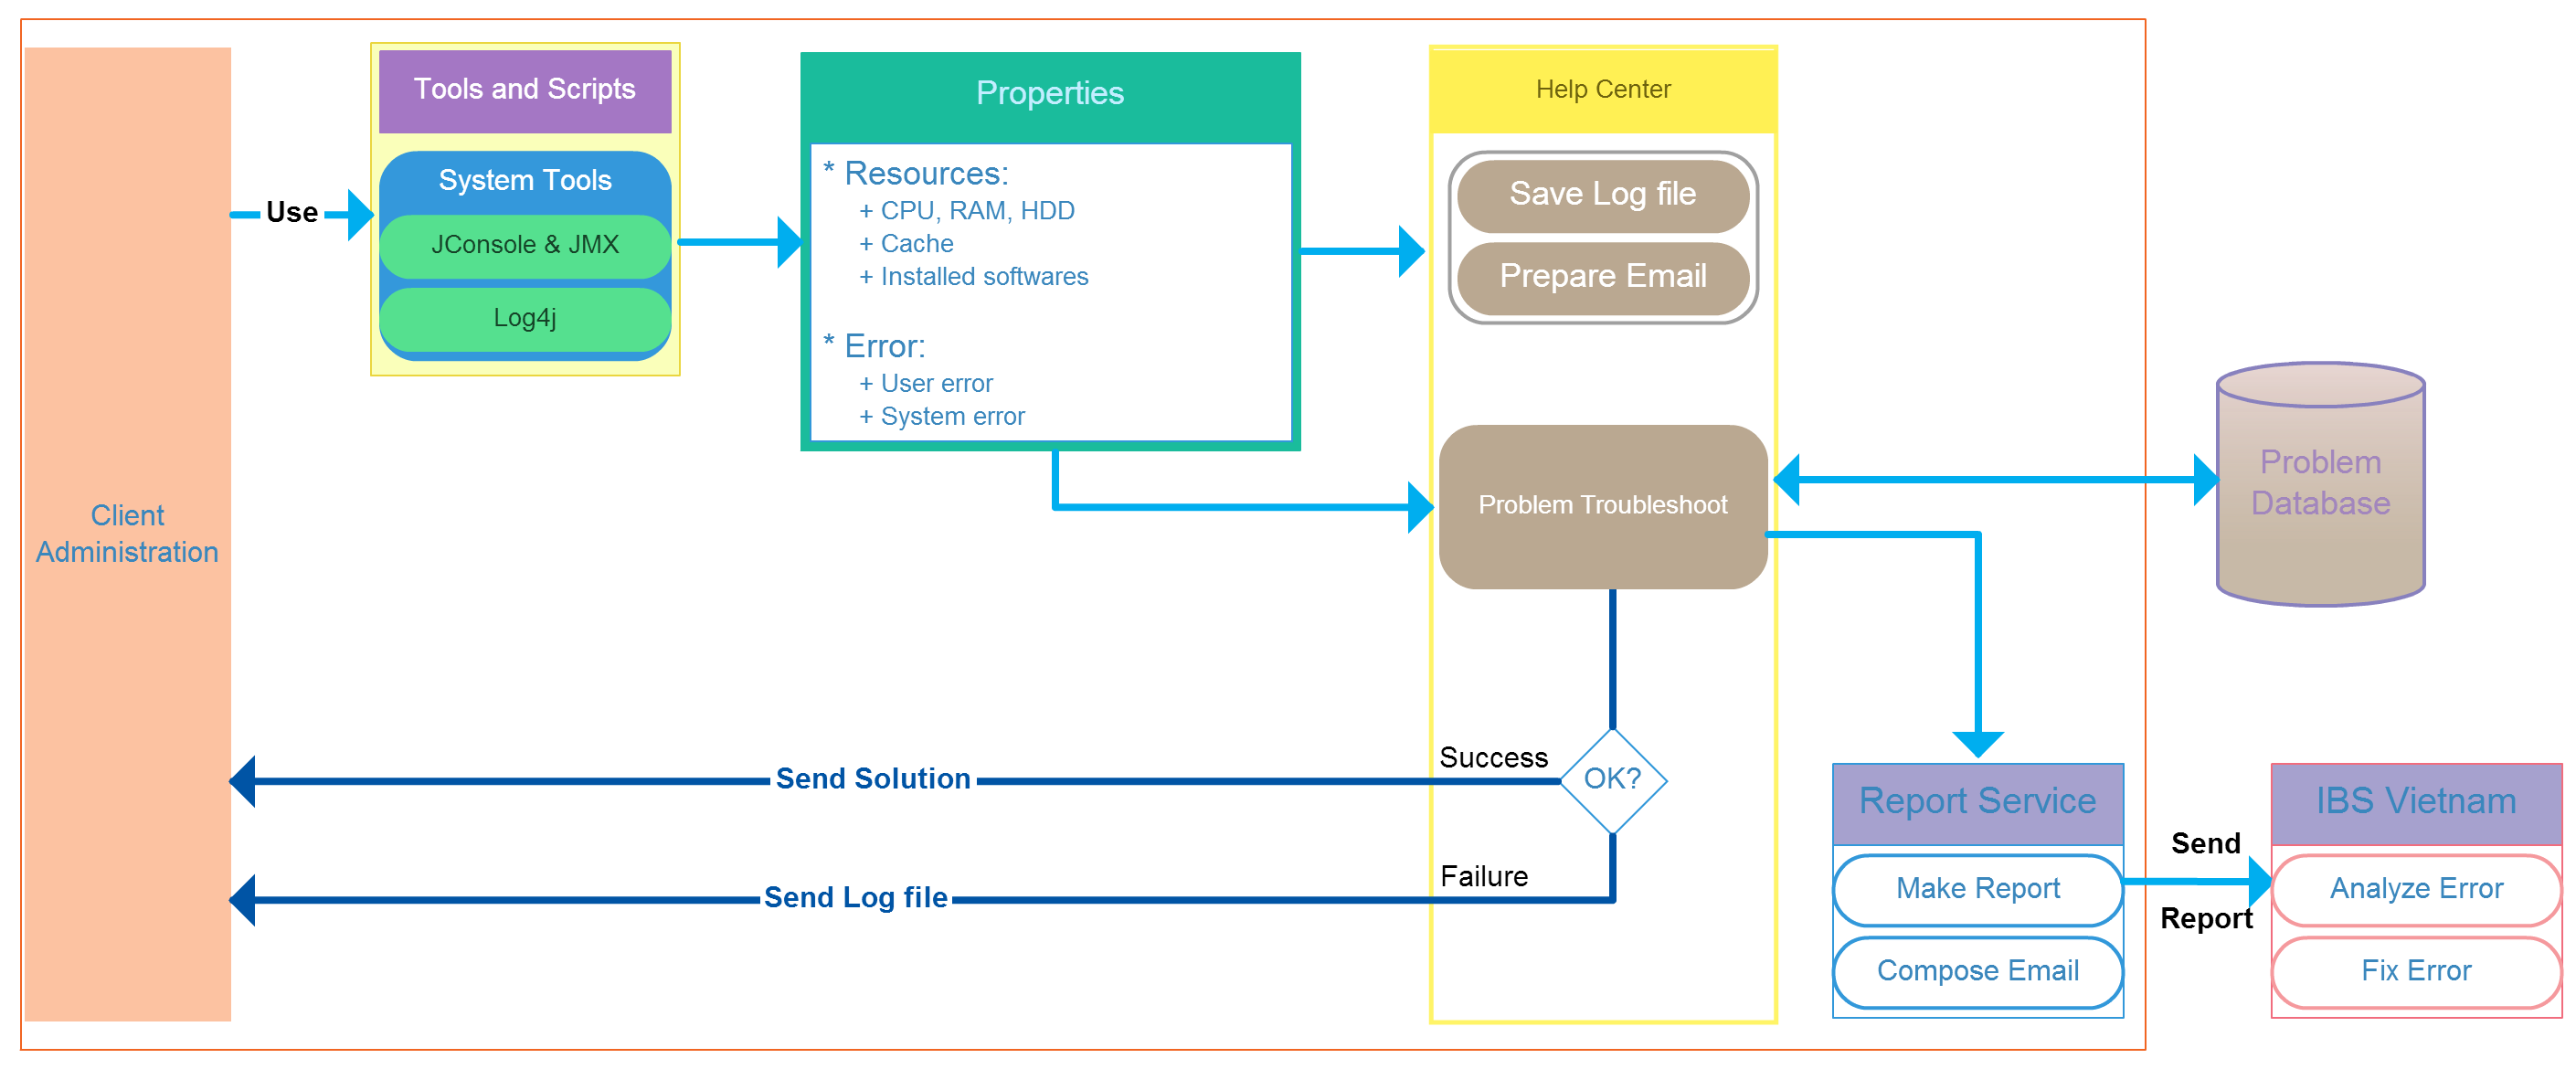 Client
Administration
Use
Tools and Scripts
System Tools
JConsole & JMX
Log4j
Properties
* Resources:
+ CPU, RAM, HDD
+ Cache
+ Installed softwares
* Error:
+ User error
+ System error
Help Center
Save Log file
Prepare Email
Problem Troubleshoot
Problem
Database
OK?
Success
Send Solution
Failure
Send Log file
Report Service
Make Report
Compose Email
Send
Report
IBS Vietnam
Analyze Error
Fix Error